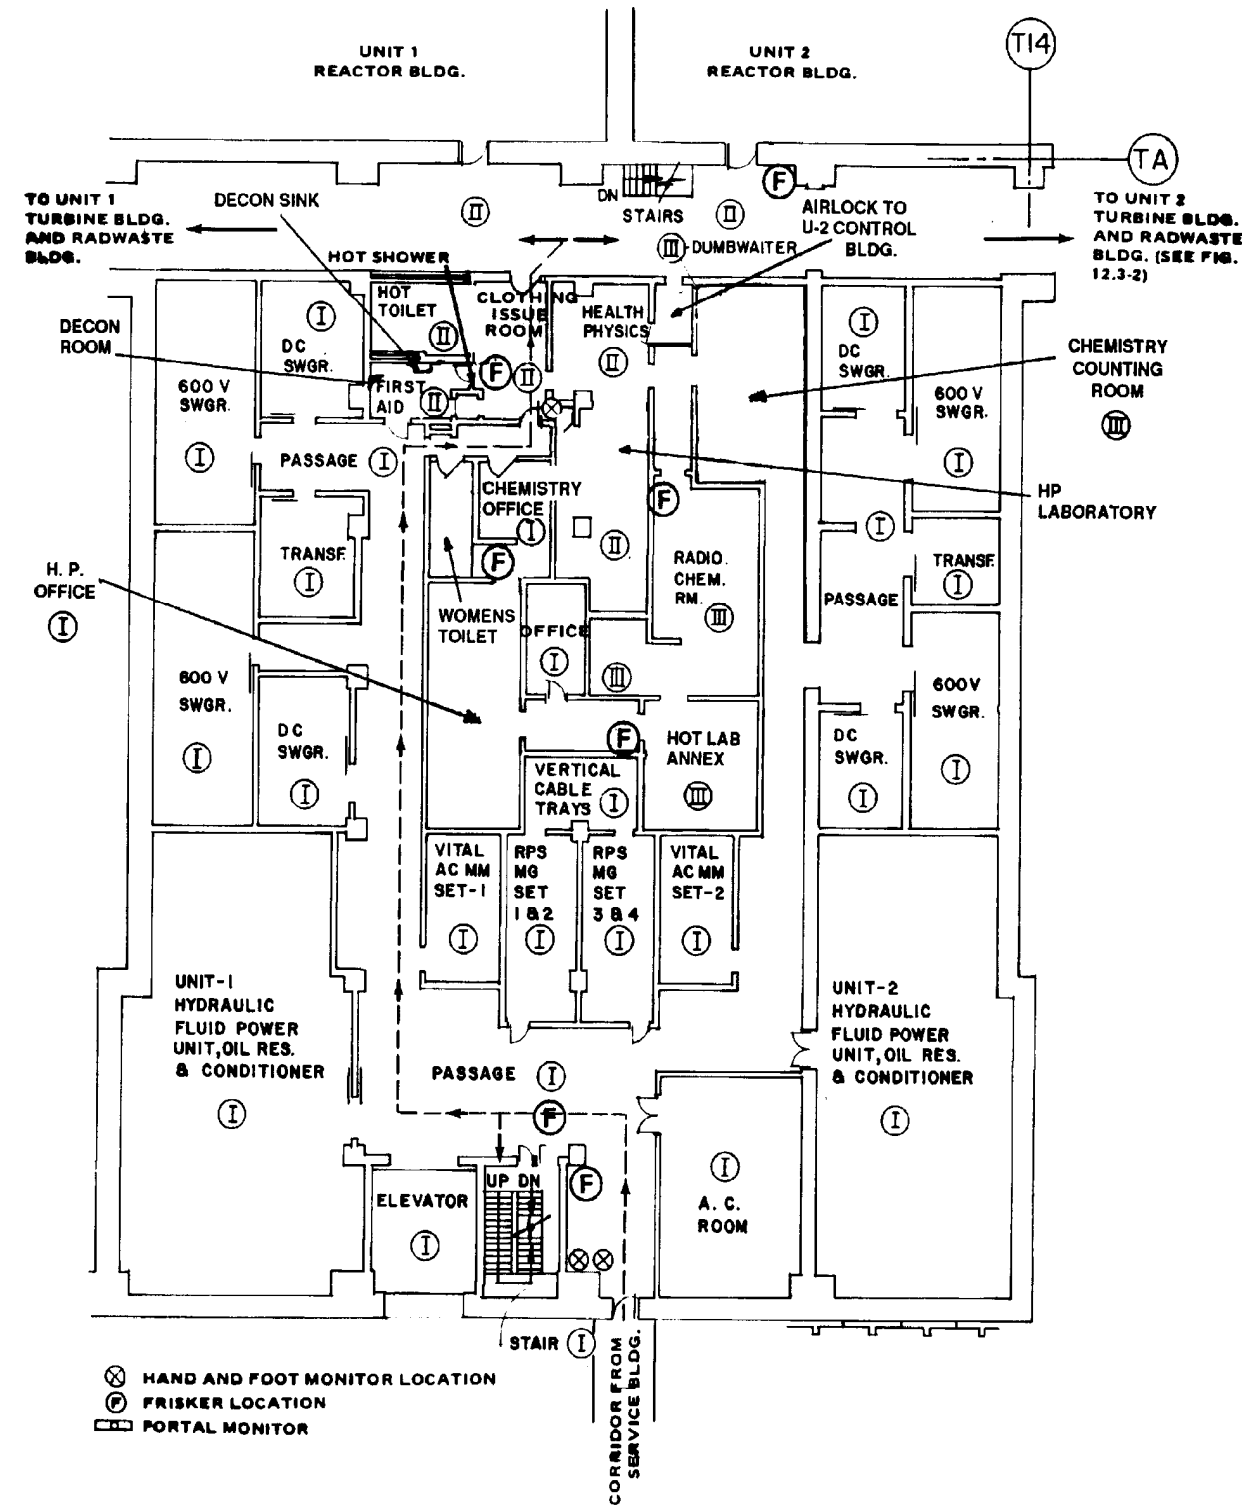 UNIT 1
REACTOR BLDG.
UNIT 2
REACTOR BLDG.
T14
TA
TO UNIT 1
TURBINE BLDG.
AND RADWASTE
BLDG.
DECON SINK
II
DN
STAIRS
F
II
AIRLOCK TO
U-2 CONTROL
BLDG.
TO UNIT 2
TURBINE BLDG.
AND RADWASTE
BLDG. (SEE FIG.
12.3-2)
III DUMBWAITER
HOT SHOWER
HOT
TOILET
II
CLOTHING
ISSUE
ROOM
HEALTH
PHYSICS
II
DECON
ROOM
I
DC
SWGR.
I
DC
SWGR.
CHEMISTRY
COUNTING
ROOM
III
600 V
SWGR.
I
FIRST
AID
II
F
II
600 V
SWGR.
I
PASSAGE I
CHEMISTRY
OFFICE
I
F
HP
LABORATORY
TRANSF.
I
F
II
RADIO.
CHEM.
RM.
III
I
PASSAGE
TRANSF.
I
H. P.
OFFICE
I
WOMENS
TOILET
OFFICE
I
III
600 V
SWGR.
I
DC
SWGR.
I
F
HOT LAB
ANNEX
III
DC
SWGR.
I
600V
SWGR.
I
VERTICAL
CABLE
TRAYS I
VITAL
AC MM
SET-1
I
RPS
MG
SET
1 & 2
I
RPS
MG
SET
3 & 4
I
VITAL
AC MM
SET-2
I
UNIT-1
HYDRAULIC
FLUID POWER
UNIT, OIL RES.
& CONDITIONER
I
UNIT-2
HYDRAULIC
FLUID POWER
UNIT, OIL RES.
& CONDITIONER
I
PASSAGE I
F
UP DN
F
ELEVATOR
I
I
A. C.
ROOM
STAIR I
CORRIDOR FROM
SERVICE BLDG.
HAND AND FOOT MONITOR LOCATION
F FRISKER LOCATION
PORTAL MONITOR